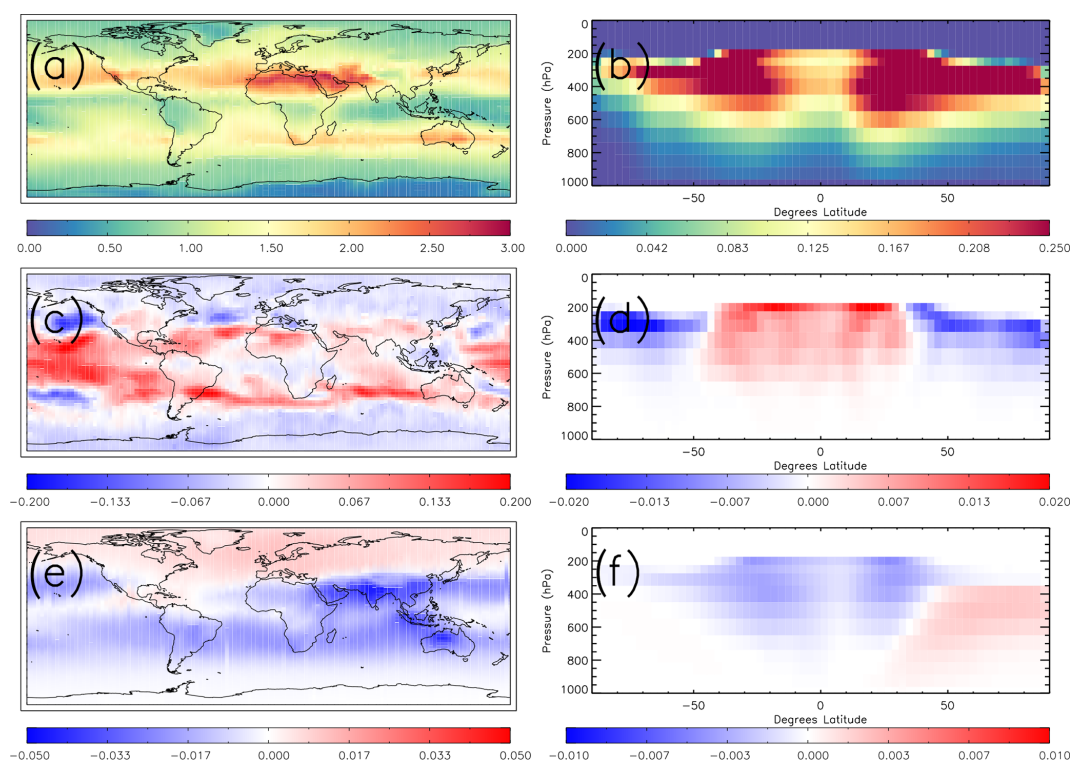 (a)
0.00 0.50 1.00 1.50 2.00 2.50 3.00
(b)
Pressure (hPa)
0
200
400
600
800
1000
−50 0 50
Degrees Latitude
0.000 0.042 0.083 0.125 0.167 0.208 0.250
(c)
−0.200 −0.133 −0.067 0.000 0.067 0.133 0.200
(d)
Pressure (hPa)
0
200
400
600
800
1000
−50 0 50
Degrees Latitude
−0.020 −0.013 −0.007 0.000 0.007 0.013 0.020
(e)
−0.050 −0.033 −0.017 0.000 0.017 0.033 0.050
(f)
Pressure (hPa)
0
200
400
600
800
1000
−50 0 50
Degrees Latitude
−0.010 −0.007 −0.003 0.000 0.003 0.007 0.010